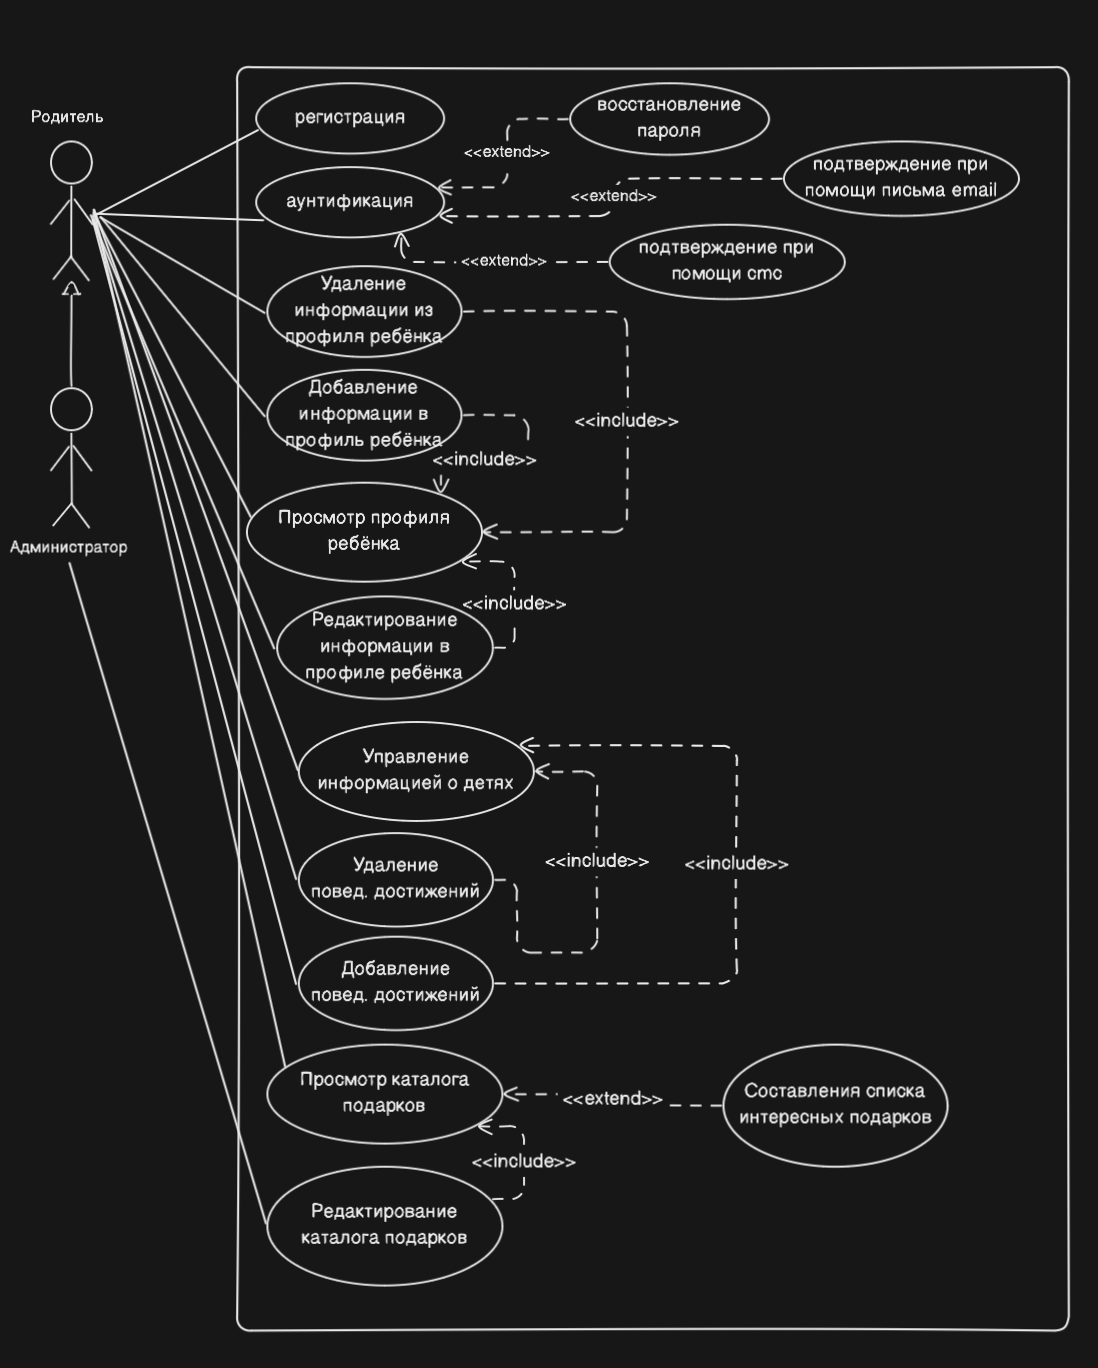 Родитель
регистрация
восстановление
пароля
<<extend>>
подтверждение при
помощи письма email
<<extend>>
аунтификация
подтверждение при
помощи смс
<<extend>>
Удаление
информации из
профиля ребёнка
Добавление
информации в
профиль ребёнка
<<include>>
<<include>>
Просмотр профиля
ребёнка
Администратор
<<include>>
Редактирование
информации в
профиле ребёнка
Управление
информацией о детях
<<include>>
<<include>>
Удаление
повед. достижений
Добавление
повед. достижений
Просмотр каталога
подарков
<<extend>>
Составления списка
интересных подарков
<<include>>
Редактирование
каталога подарков